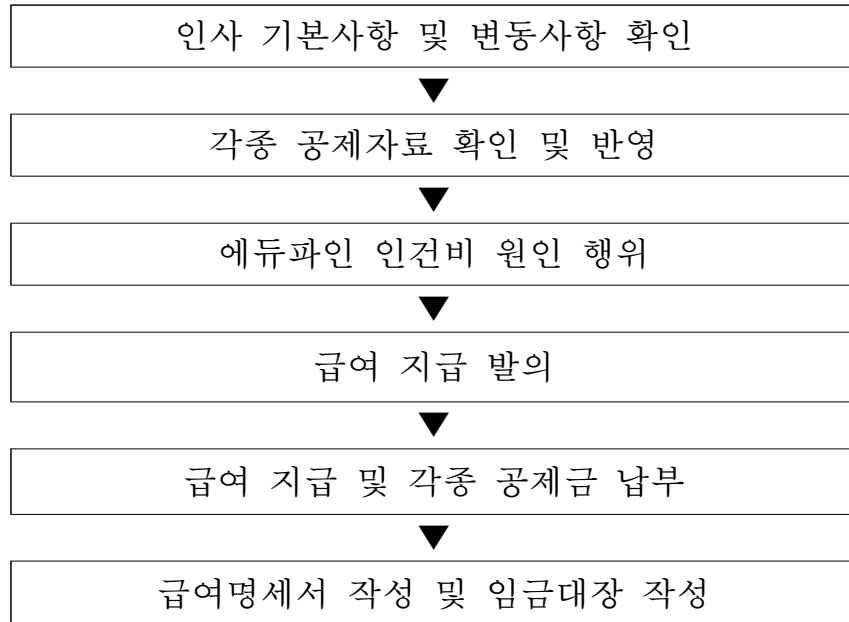 인사 기본사항 및 변동사항 확인
각종 공제자료 확인 및 반영
에듀파인 인건비 원인 행위
급여 지급 발의
급여 지급 및 각종 공제금 납부
급여명세서 작성 및 임금대장 작성